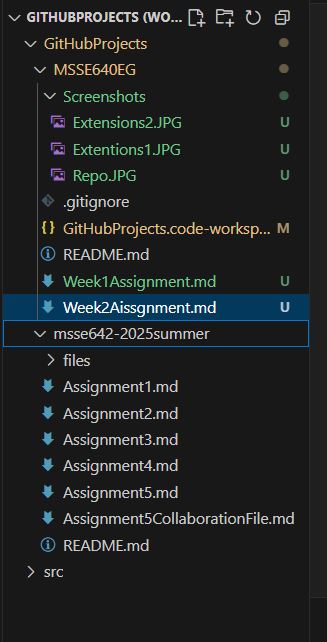 GITHUBPROJECTS (WO...
GitHubProjects
MSSE640EG
Screenshots
Extensions2.JPG U
Extentions1.JPG U
Repo.JPG U
.gitignore
{} GitHubProjects.code-worksp... M
README.md
Week1Assignment.md U
Week2Aissgnment.md U
msse642-2025summer
files
Assignment1.md
Assignment2.md
Assignment3.md
Assignment4.md
Assignment5.md
Assignment5CollaborationFile.md
README.md
src